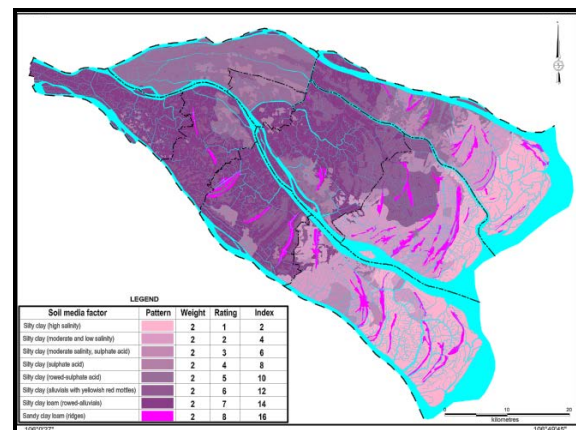 LEGEND
Soil media factor Pattern Weight Rating Index
Silty clay (high salinity) 2 1 2
Silty clay (moderate and low salinity) 2 2 4
Silty clay (moderate salinity, sulphate acid) 2 3 6
Silty clay (sulphate acid) 2 4 8
Silty clay (rowed-sulphate acid) 2 5 10
Silty clay (alluvials with yellowish red mottles) 2 6 12
Silty clay loam (rowed-alluvials) 2 7 14
Sandy clay loam (ridges) 2 8 16
10 0 10 20
kilometres